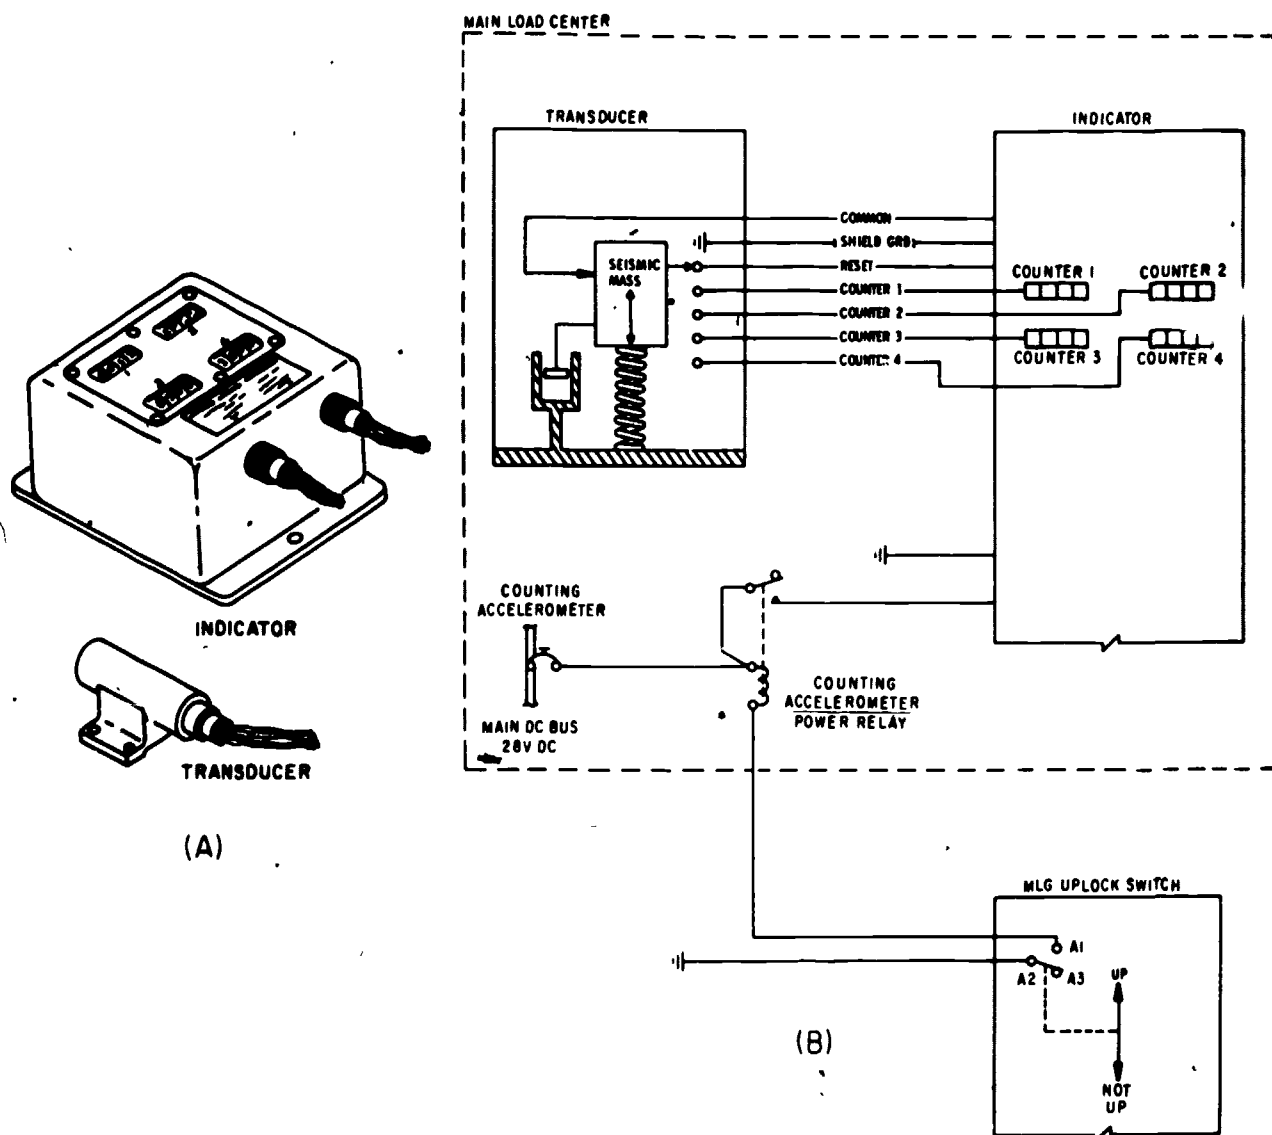 MAIN LOAD CENTER
TRANSDUCER
INDICATOR
COMMON
SHIELD GRD
RESET
COUNTER 1
COUNTER 2
COUNTER 3
COUNTER 4
SEISMIC
MASS
COUNTER 1
COUNTER 2
COUNTER 3
COUNTER 4
INDICATOR
TRANSDUCER
(A)
COUNTING
ACCELEROMETER
MAIN DC BUS
28V DC
COUNTING
ACCELEROMETER
POWER RELAY
MLG UPLOCK SWITCH
A1
A2
A3
UP
NOT
UP
(B)